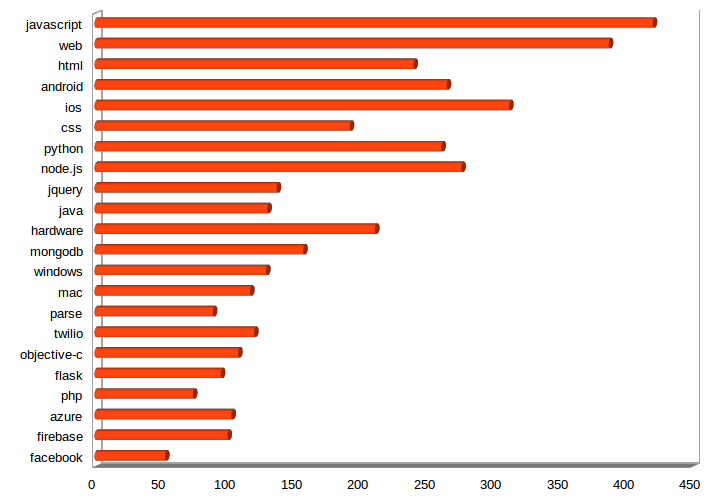 javascript
web
html
android
ios
css
python
node.js
jquery
java
hardware
mongodb
windows
mac
parse
twilio
objective-c
flask
php
azure
firebase
facebook
0 50 100 150 200 250 300 350 400 450